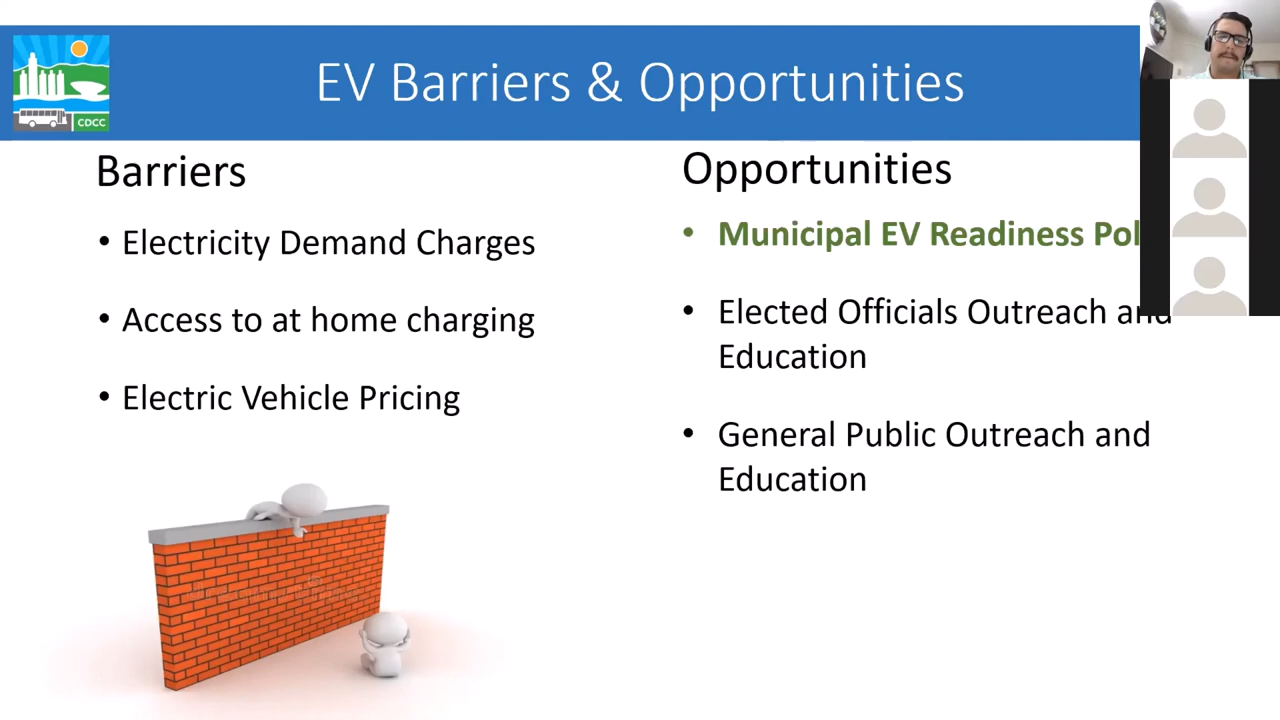 EV Barriers & Opportunities
CDCC
Barriers
• Electricity Demand Charges
• Access to at home charging
• Electric Vehicle Pricing
Opportunities
• Municipal EV Readiness
• Elected Officials Outreach and
Education
• General Public Outreach and
Education